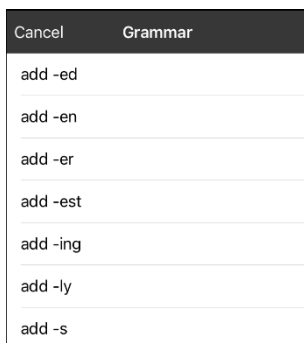 Cancel Grammar
add -ed
add -en
add -er
add -est
add -ing
add -ly
add -s